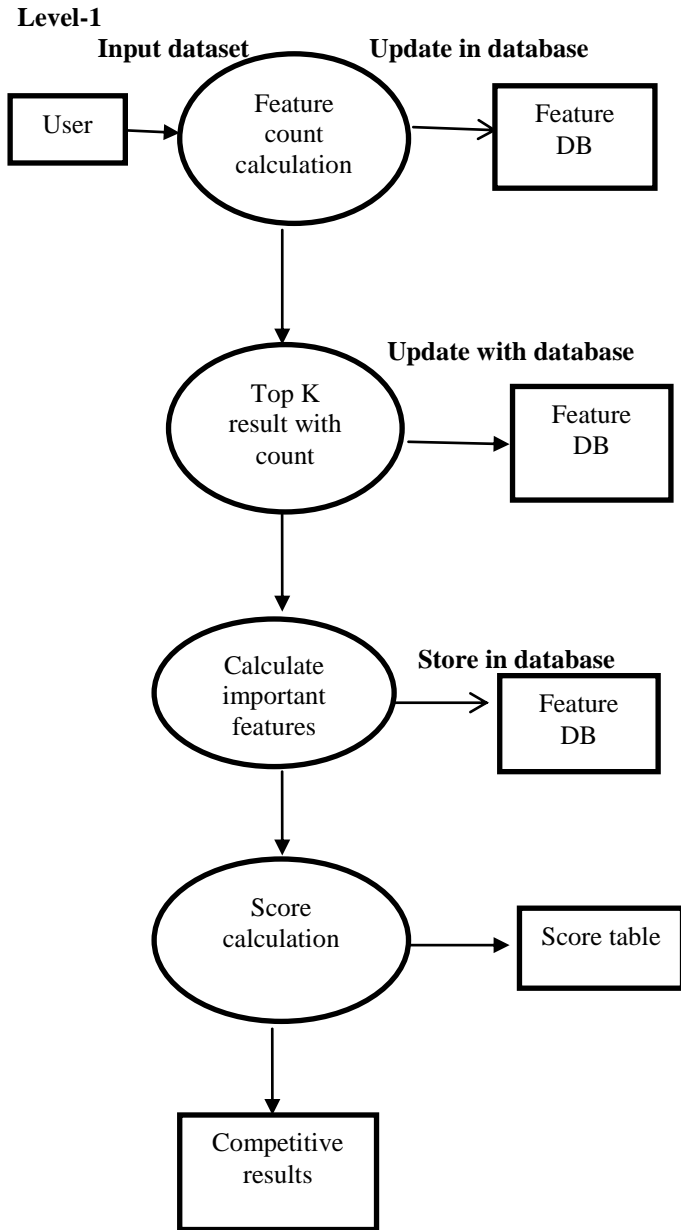 Level-1
Input dataset
Update in database
User
Feature
count
calculation
Feature
DB
Update with database
Top K
result with
count
Feature
DB
Store in database
Calculate
important
features
Feature
DB
Score
calculation
Score table
Competitive
results